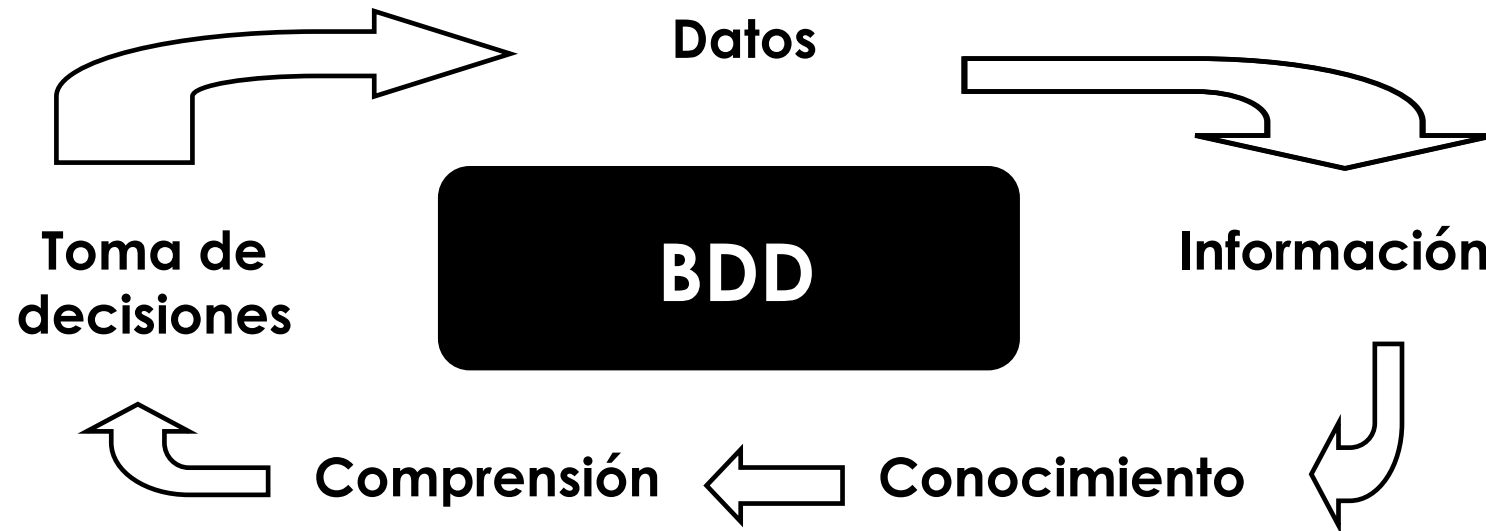 Datos
Toma de
decisiones
BDD
Información
Comprensión
Conocimiento